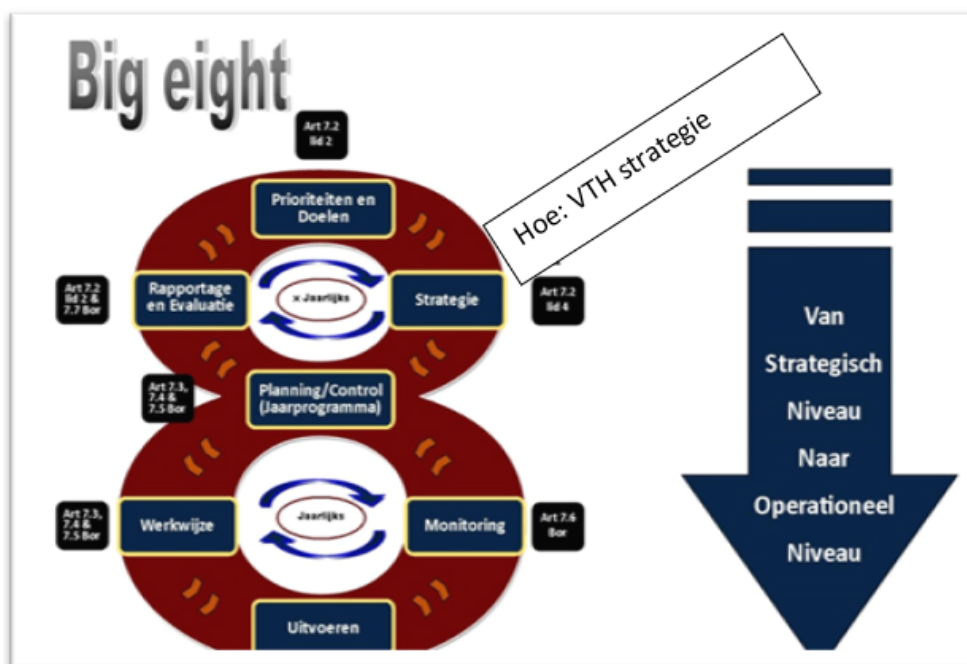 Big eight
Art 7.2
lid 2
Prioriteiten en
Doelen
Hoe: VTH strategie
Art 7.2
lid 2 &
7.7 Bor
Rapportage
en Evaluatie
x Jaarlijks
Strategie
Art 7.2
lid 4
Art 7.3,
7.4 &
7.5 Bor
Planning/Control
(Jaarprogramma)
Art 7.3,
7.4 &
7.5 Bor
Werkwijze
Jaarlijks
Monitoring
Art 7.6
Bor
Uitvoeren
Van
Strategisch
Niveau
Naar
Operationeel
Niveau